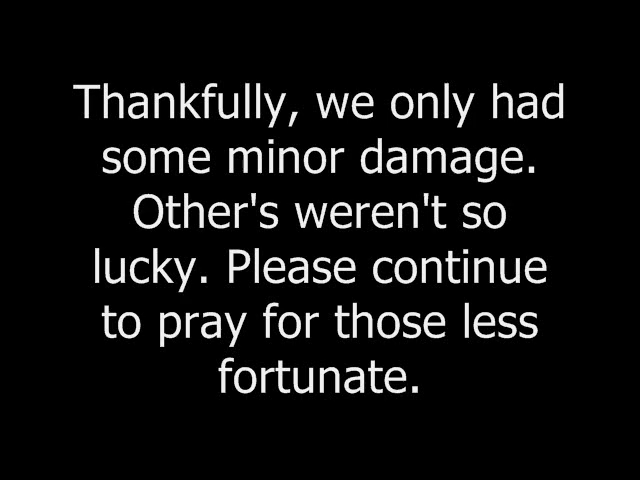 Thankfully, we only had
some minor damage.
Other's weren't so
lucky. Please continue
to pray for those less
fortunate.